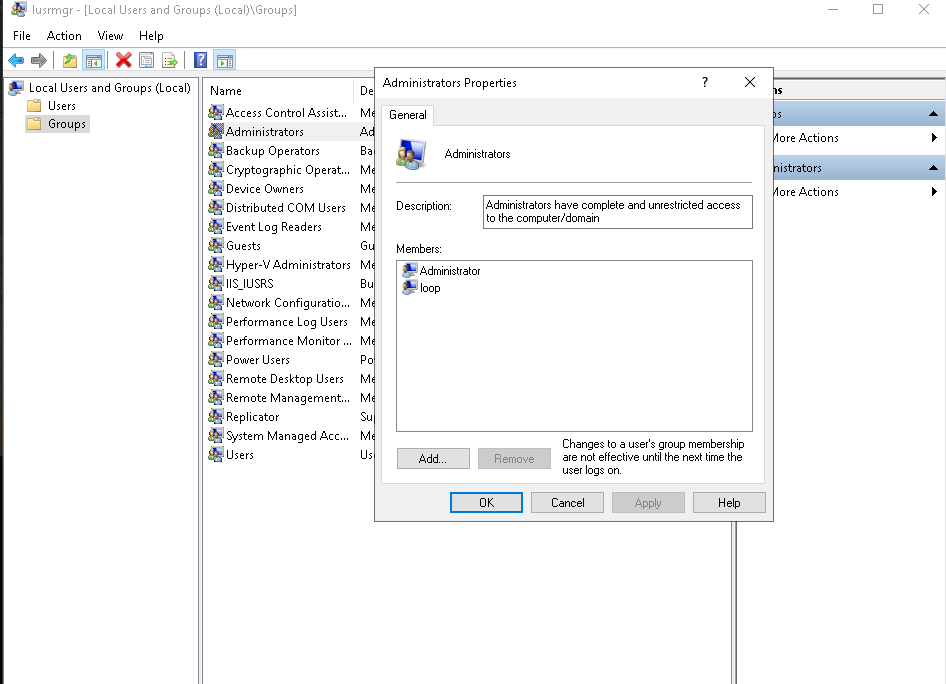 lusrmgr - [Local Users and Groups (Local)\Groups]
File Action View Help
Local Users and Groups (Local)
Users
Groups
Name
De
Access Control Assist... Me
Administrators Ad
Backup Operators Ba
Cryptographic Operat... Me
Device Owners Me
Distributed COM Users Me
Event Log Readers Me
Guests Gu
Hyper-V Administrators Me
IIS_IUSRS Bu
Network Configuratio... Me
Performance Log Users Me
Performance Monitor ... Me
Power Users Po
Remote Desktop Users Me
Remote Management... Me
Replicator Su
System Managed Acc... Me
Users Us
Administrators Properties
?
General
Administrators
Description:
Administrators have complete and unrestricted access
to the computer/domain
Members:
Administrator
loop
Add...
Remove
Changes to a user's group membership
are not effective until the next time the
user logs on.
OK
Cancel
Apply
Help
ns
ps
More Actions
nistrators
More Actions